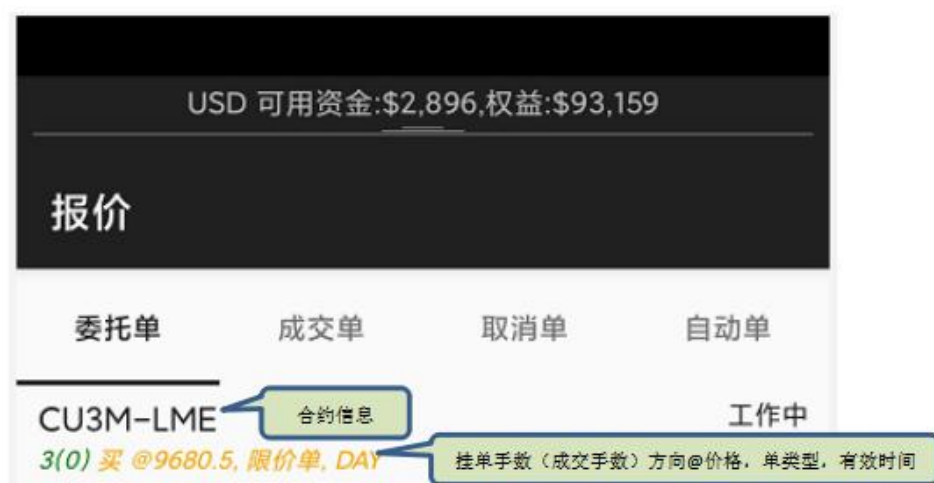 USD 可用资金:$2,896,权益:$93,159
报价
委托单 成交单 取消单 自动单
CU3M-LME 合约信息 工作中
3(0) 买 @9680.5, 限价单, DAY 挂单手数（成交手数）方向@价格，单类型，有效时间